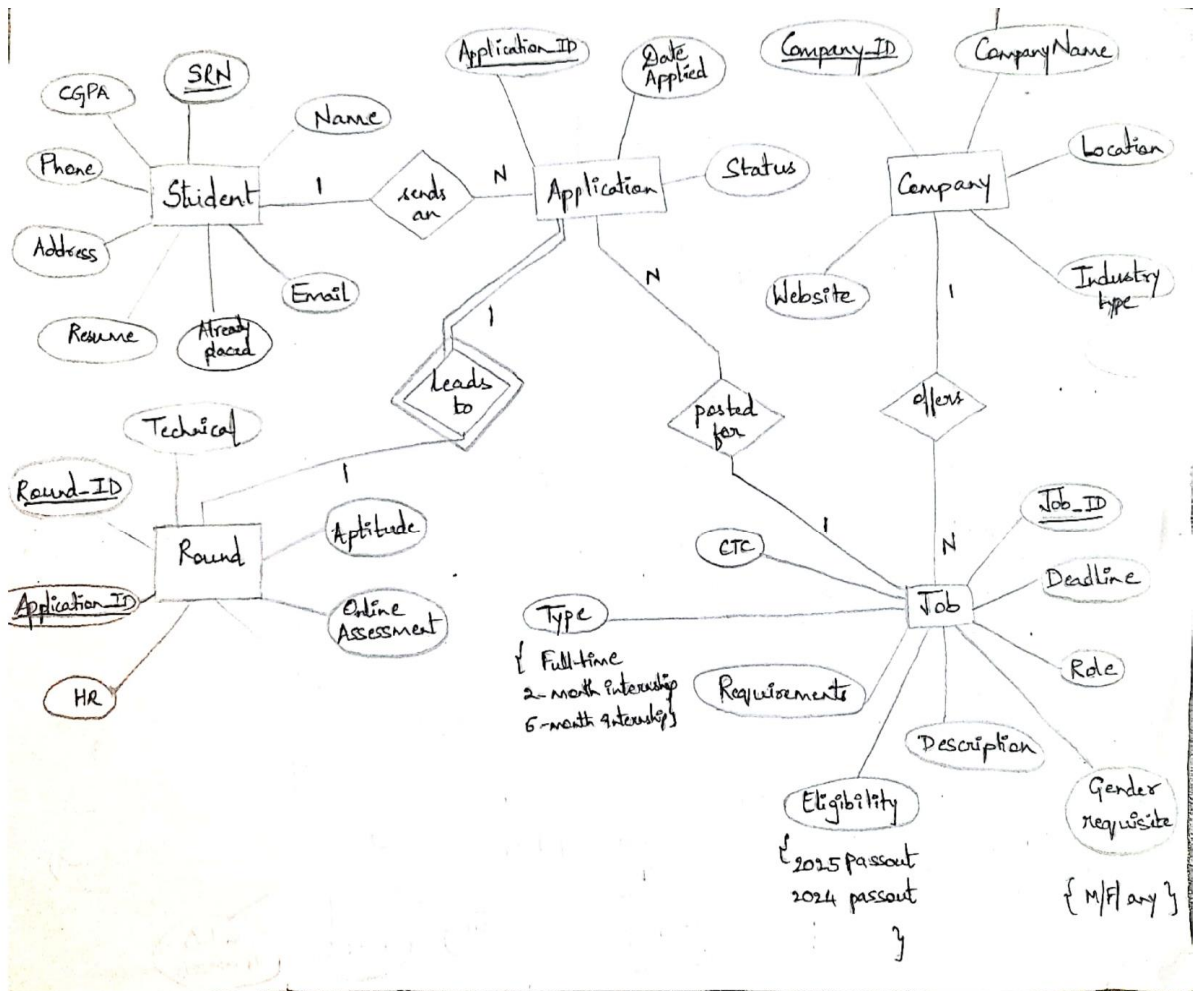 Application_ID
Date
Applied
Company_ID
CompanyName
SRN
CGPA
Name
Phone
Student
1
sends
an
N
Application
Status
Company
Location
Address
Email
Resume
Already
placed
Website
Industry
type
1
N
1
leads
to
1
posted
for
1
offers
N
Technical
Round_ID
Aptitude
Round
Application_ID
Online
Assessment
HR
CTC
Job_ID
Deadline
Job
Type
{ Full-time
2-month internship
6-month internship}
Requirements
Role
Description
Eligibility
{ 2025 passout
2024 passout
}
Gender
requisite
{ M/F/ any }